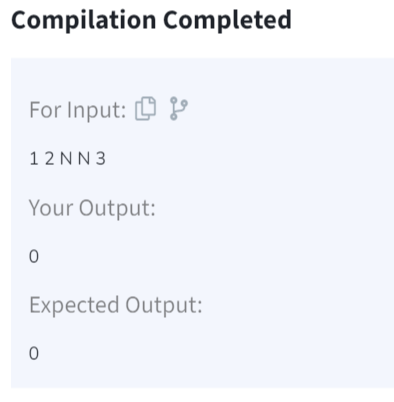 Compilation Completed
For Input:
1 2 N N 3
Your Output:
0
Expected Output:
0